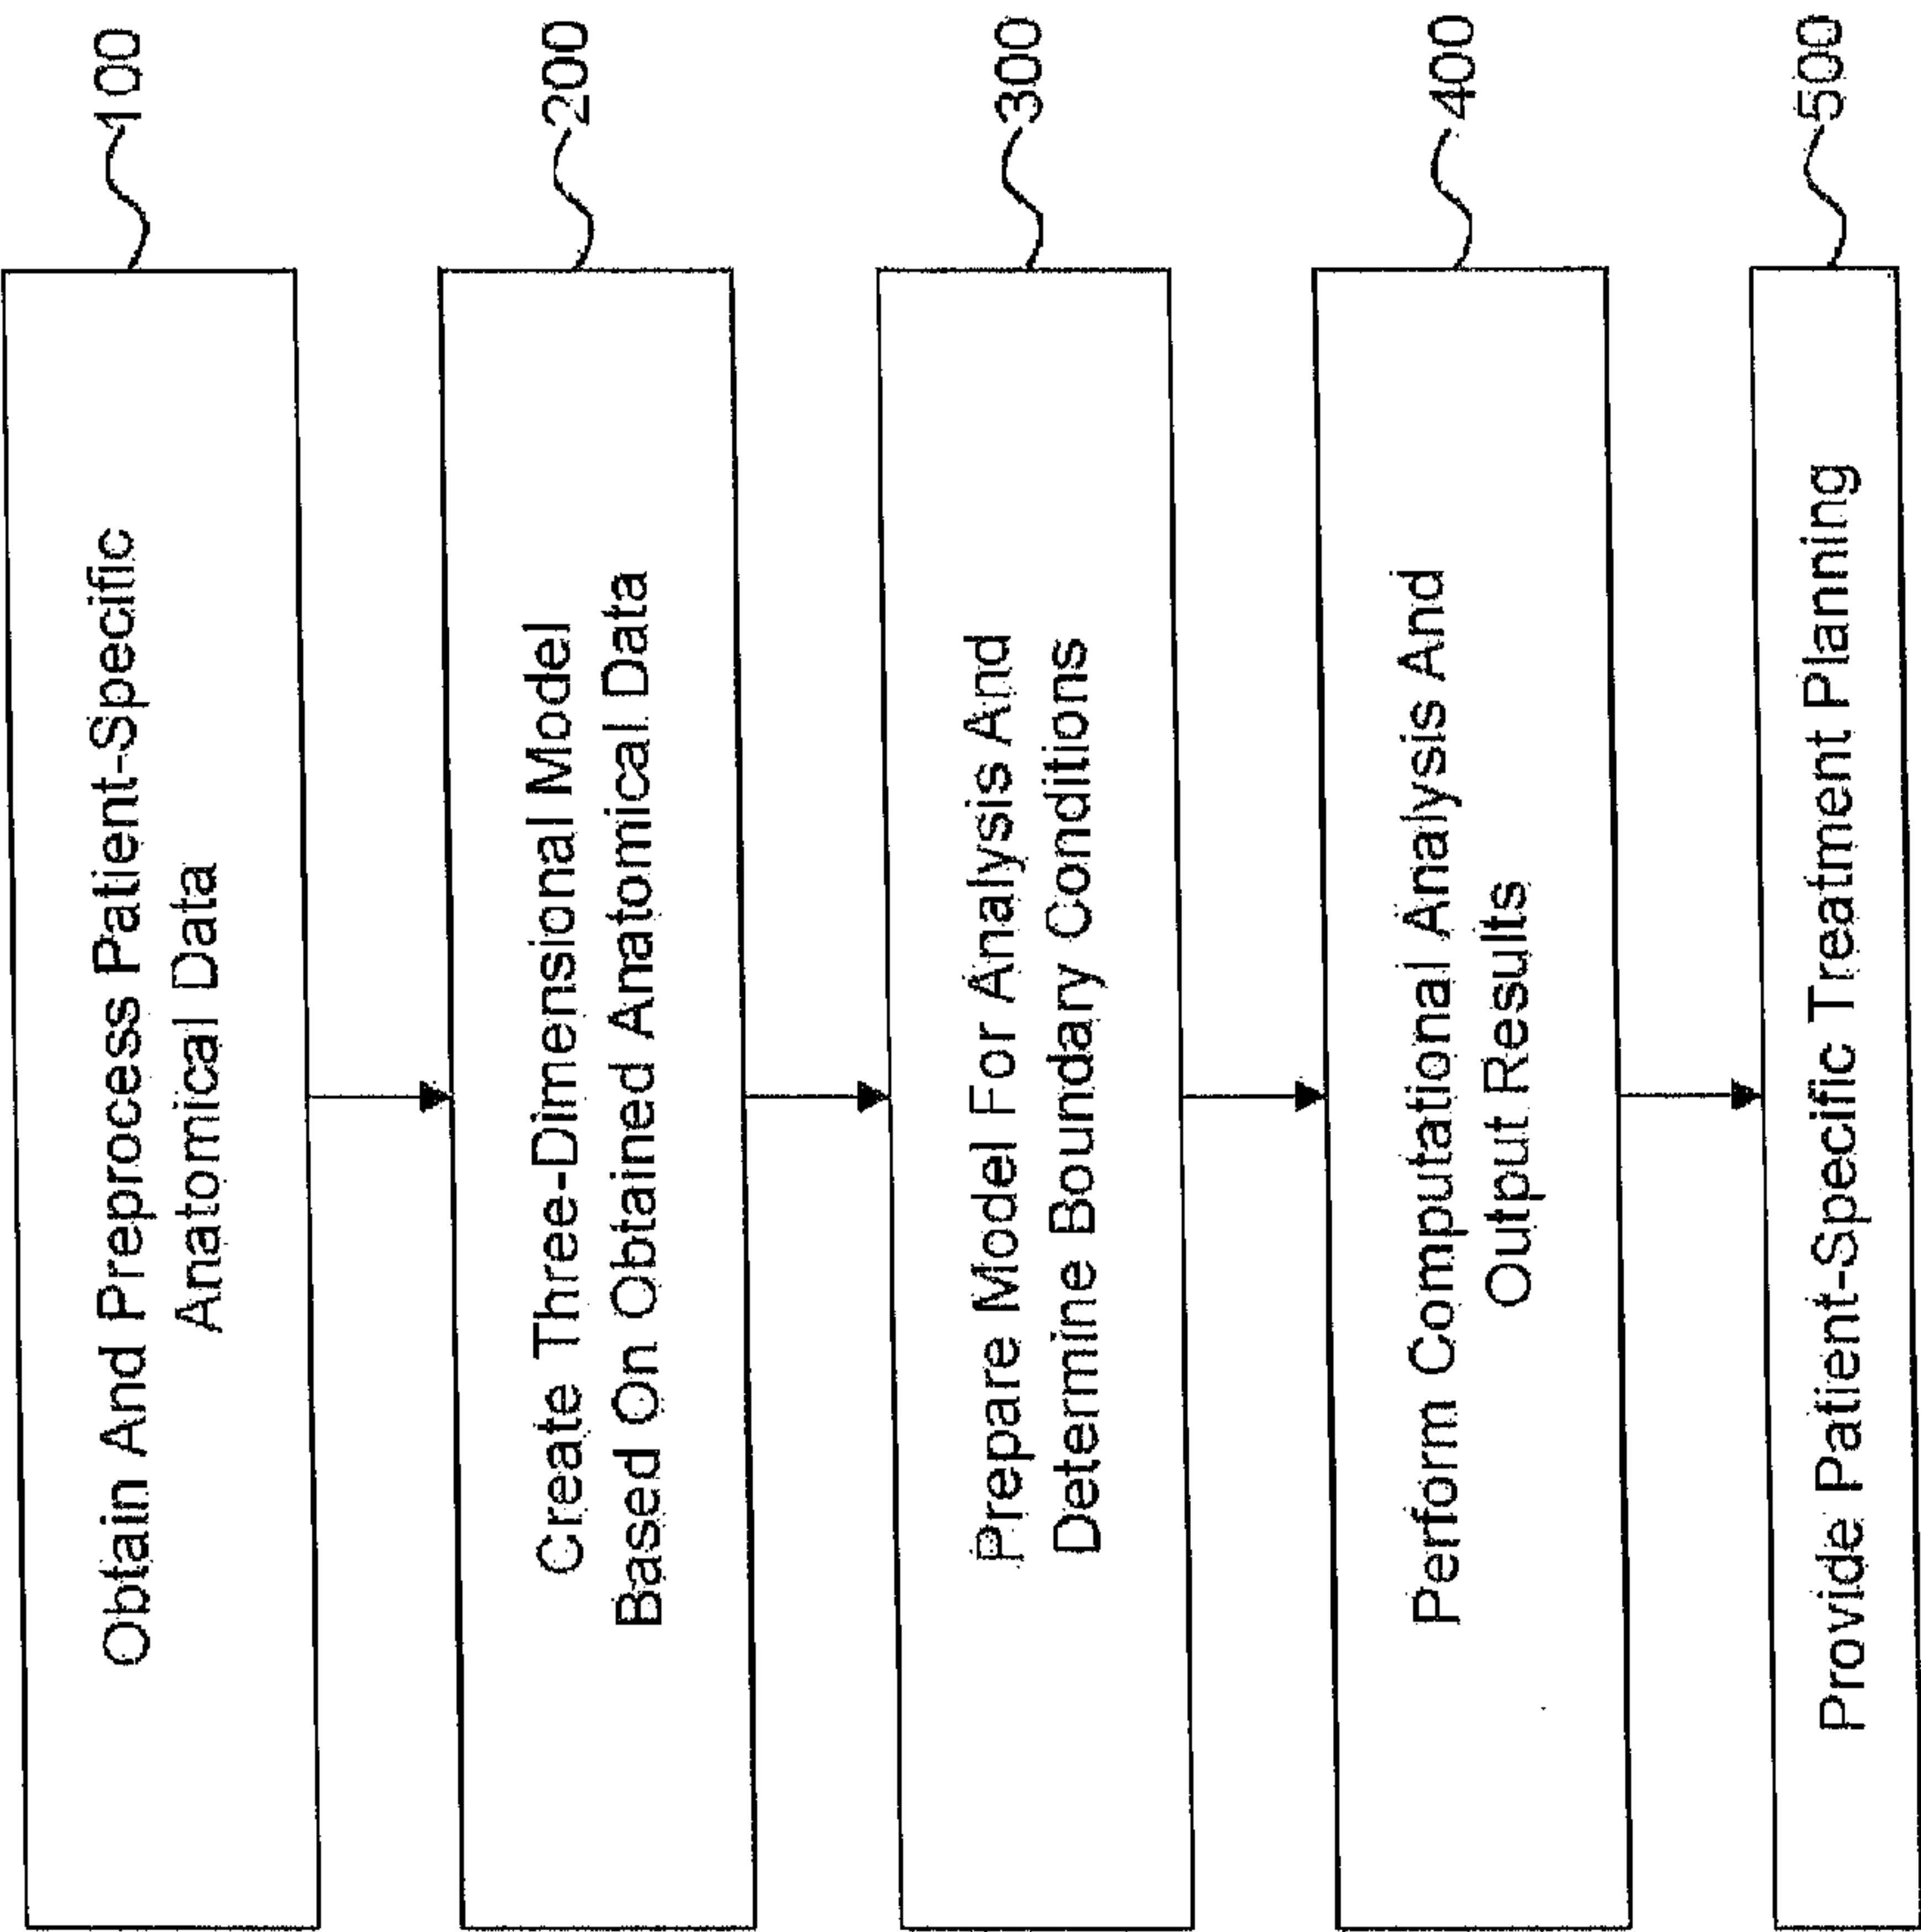 Obtain And Preprocess Patient-Specific
Anatomical Data
100
Create Three-Dimensional Model
Based On Obtained Anatomical Data
200
Prepare Model For Analysis And
Determine Boundary Conditions
300
Perform Computational Analysis And
Output Results
400
Provide Patient-Specific Treatment Planning
500